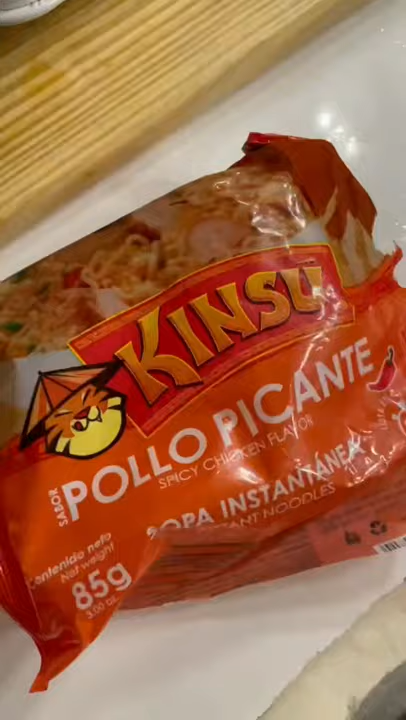 KINSU
SABOR
POLLO PICANTE
SPICY CHICKEN FLAVOR
SOPA INSTANTÁNEA
INSTANT NOODLES
Contenido neto
Net weight
85g
3.00 oz.